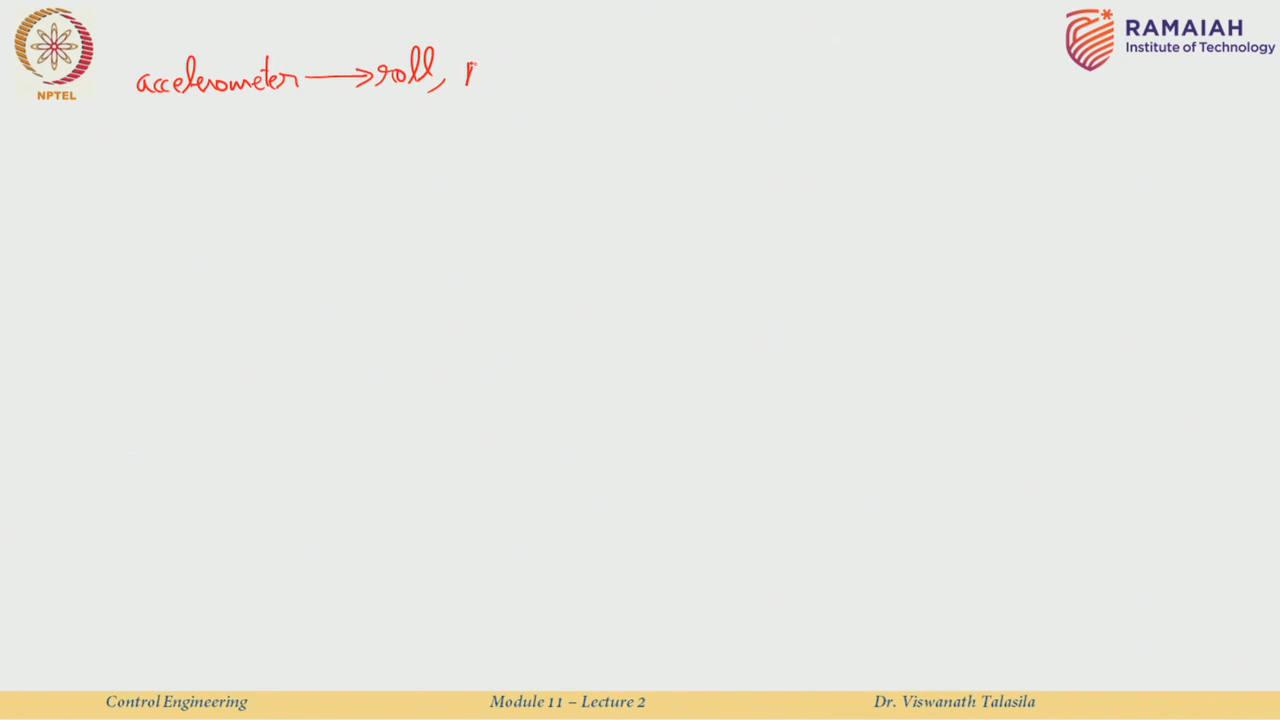 NPTEL
RAMAIAH
Institute of Technology
accelerometer → roll,
Control Engineering
Module 11 – Lecture 2
Dr. Viswanath Talasila